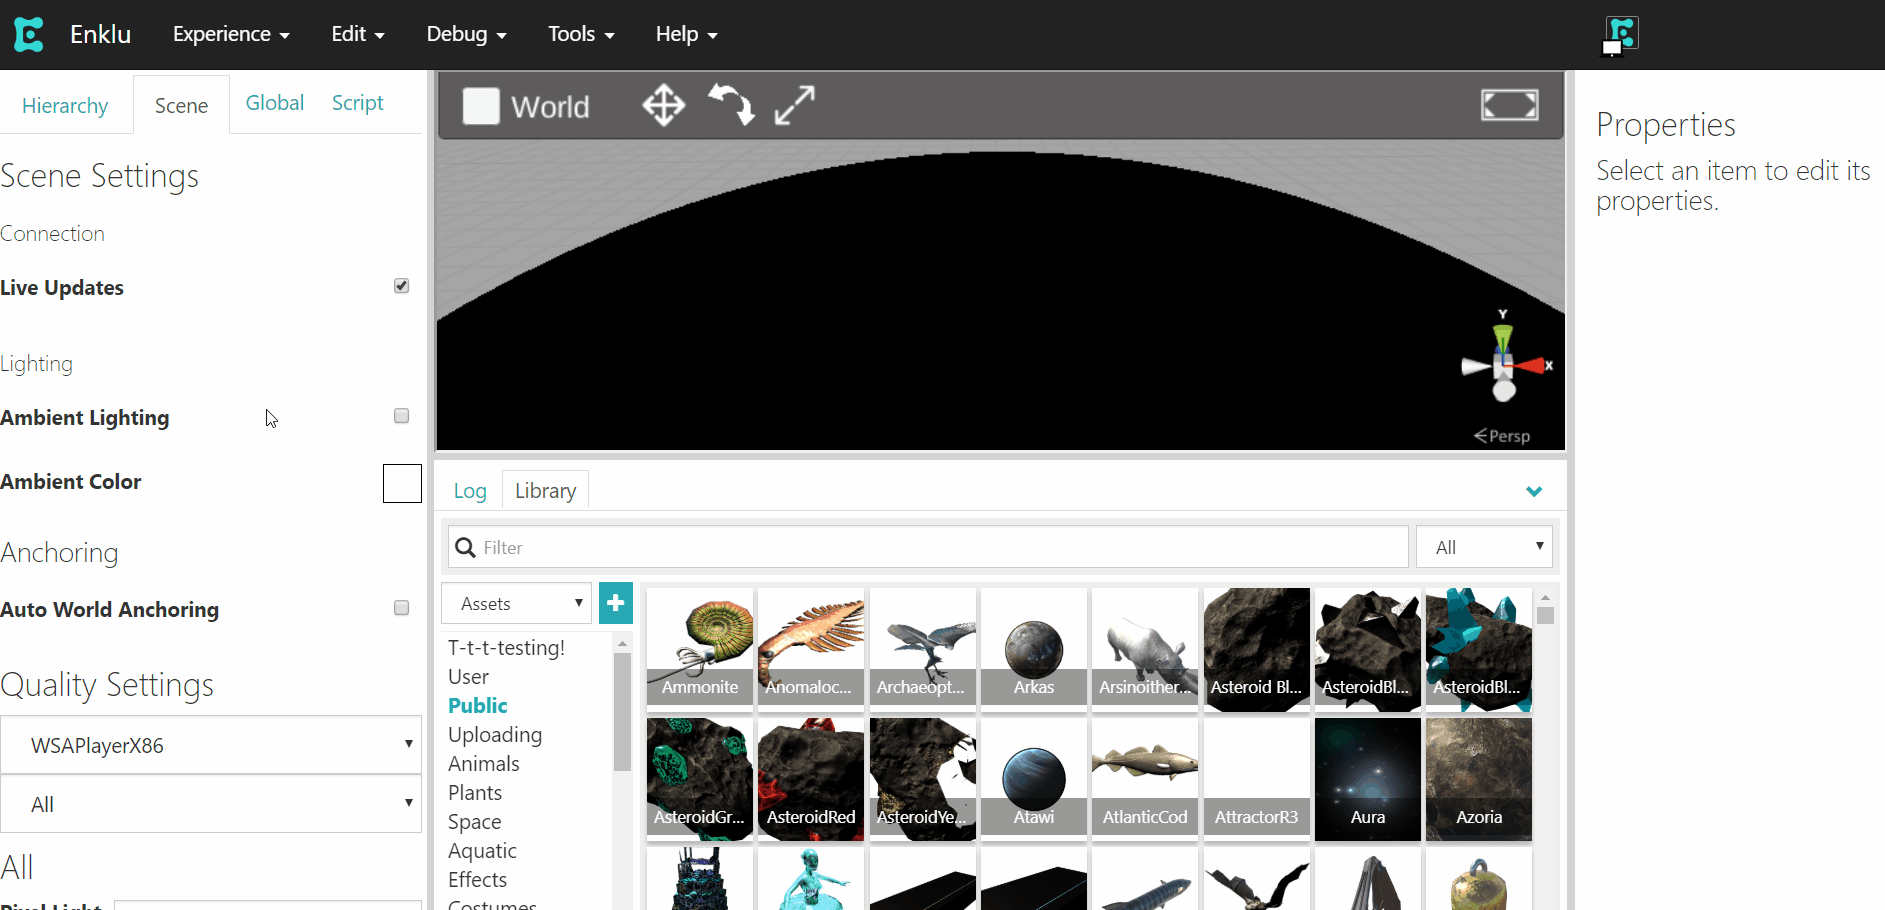 Enklu Experience Edit Debug Tools Help
Hierarchy Scene Global Script
Scene Settings
Connection
Live Updates
Lighting
Ambient Lighting
Ambient Color
Anchoring
Auto World Anchoring
Quality Settings
WSAPlayerX86
All
All
Pixel Light
World
Y
X
Persp
Log Library
Filter
All
Assets
T-t-t-testing!
User
Public
Uploading
Animals
Plants
Space
Aquatic
Effects
Costumes
Ammonite Anomaloc... Archaeopt... Arkas Arsinoither... Asteroid Bl... AsteroidBl... AsteroidBl...
AsteroidGr... AsteroidRed AsteroidYe... Atawi AtlanticCod AttractorR3 Aura Azoria
Properties
Select an item to edit its
properties.